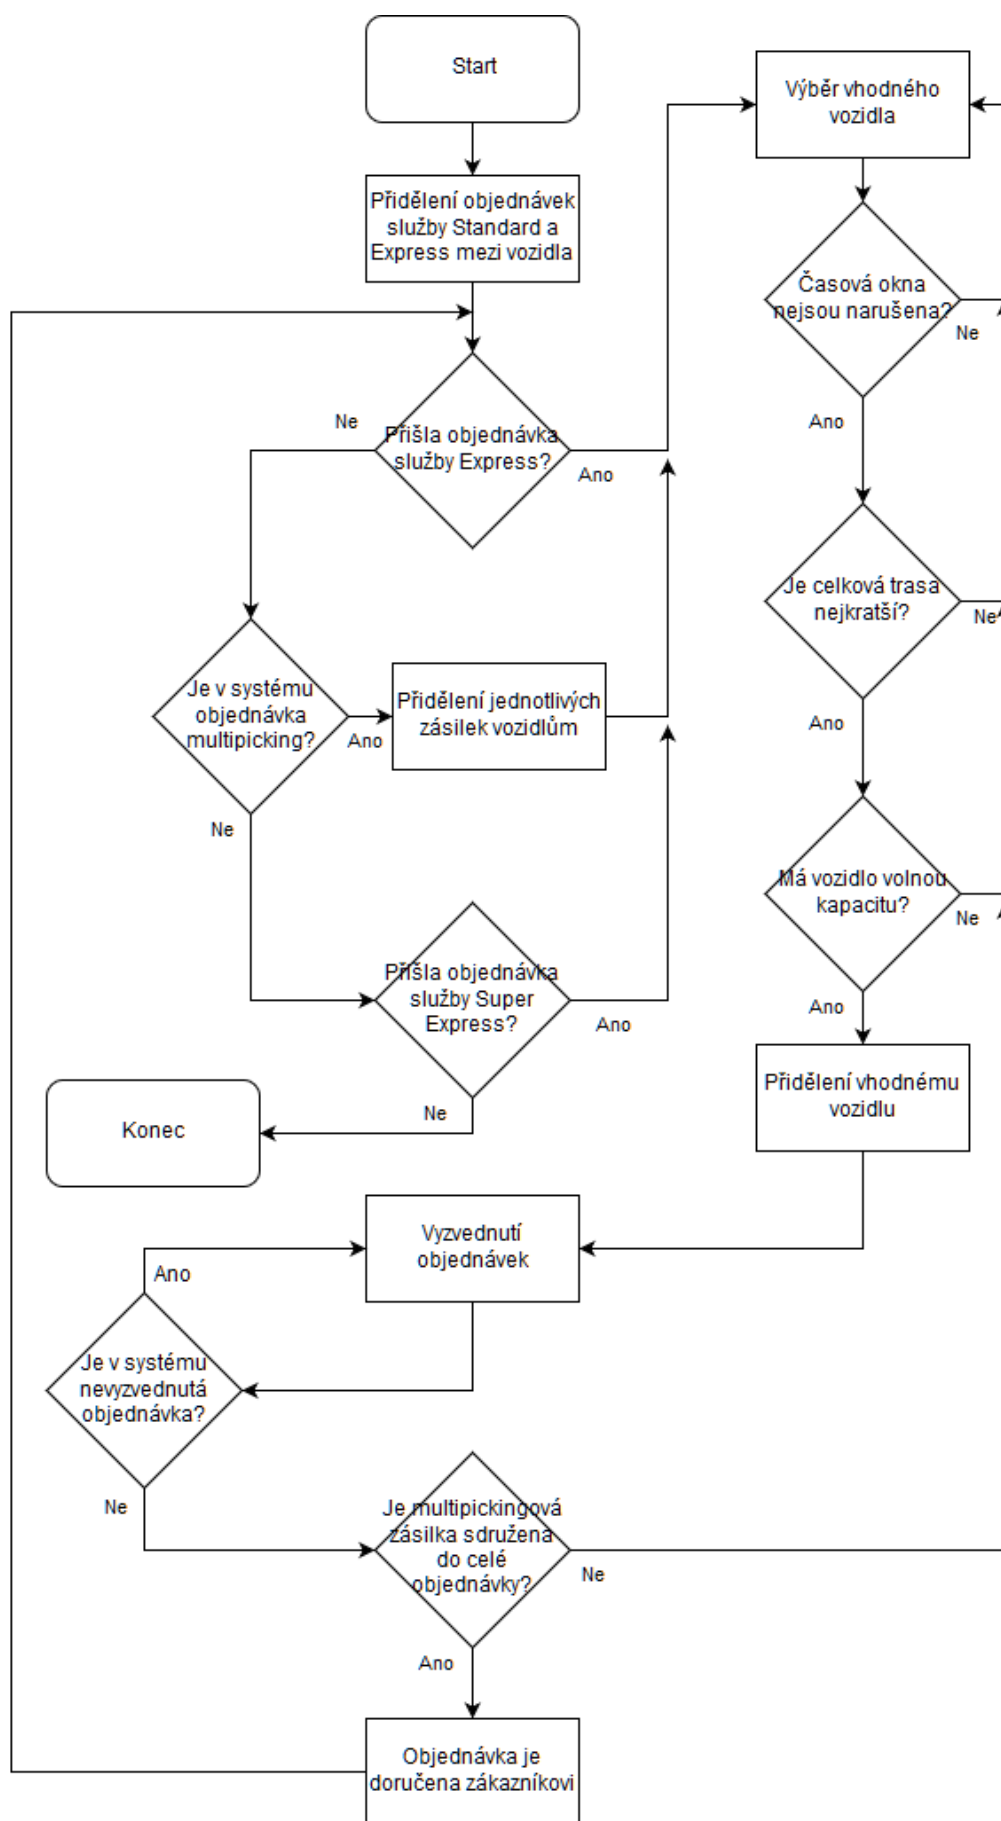 Start
Přidělení objednávek
služby Standard a
Express mezi vozidla
Přišla objednávka
služby Express?
Ne
Ano
Je v systému
objednávka
multipicking?
Ano
Ne
Přidělení jednotlivých
zásilek vozidlům
Přišla objednávka
služby Super
Express?
Ano
Ne
Konec
Výběr vhodného
vozidla
Časová okna
nejsou narušena?
Ne
Ano
Je celková trasa
nejkratší?
Ne
Ano
Má vozidlo volnou
kapacitu?
Ne
Ano
Přidělení vhodnému
vozidlu
Vyzvednutí
objednávek
Ano
Je v systému
nevyzvednutá
objednávka?
Ne
Je multipickingová
zásilka sdružena
do celé
objednávky?
Ne
Ano
Objednávka je
doručena zákazníkovi